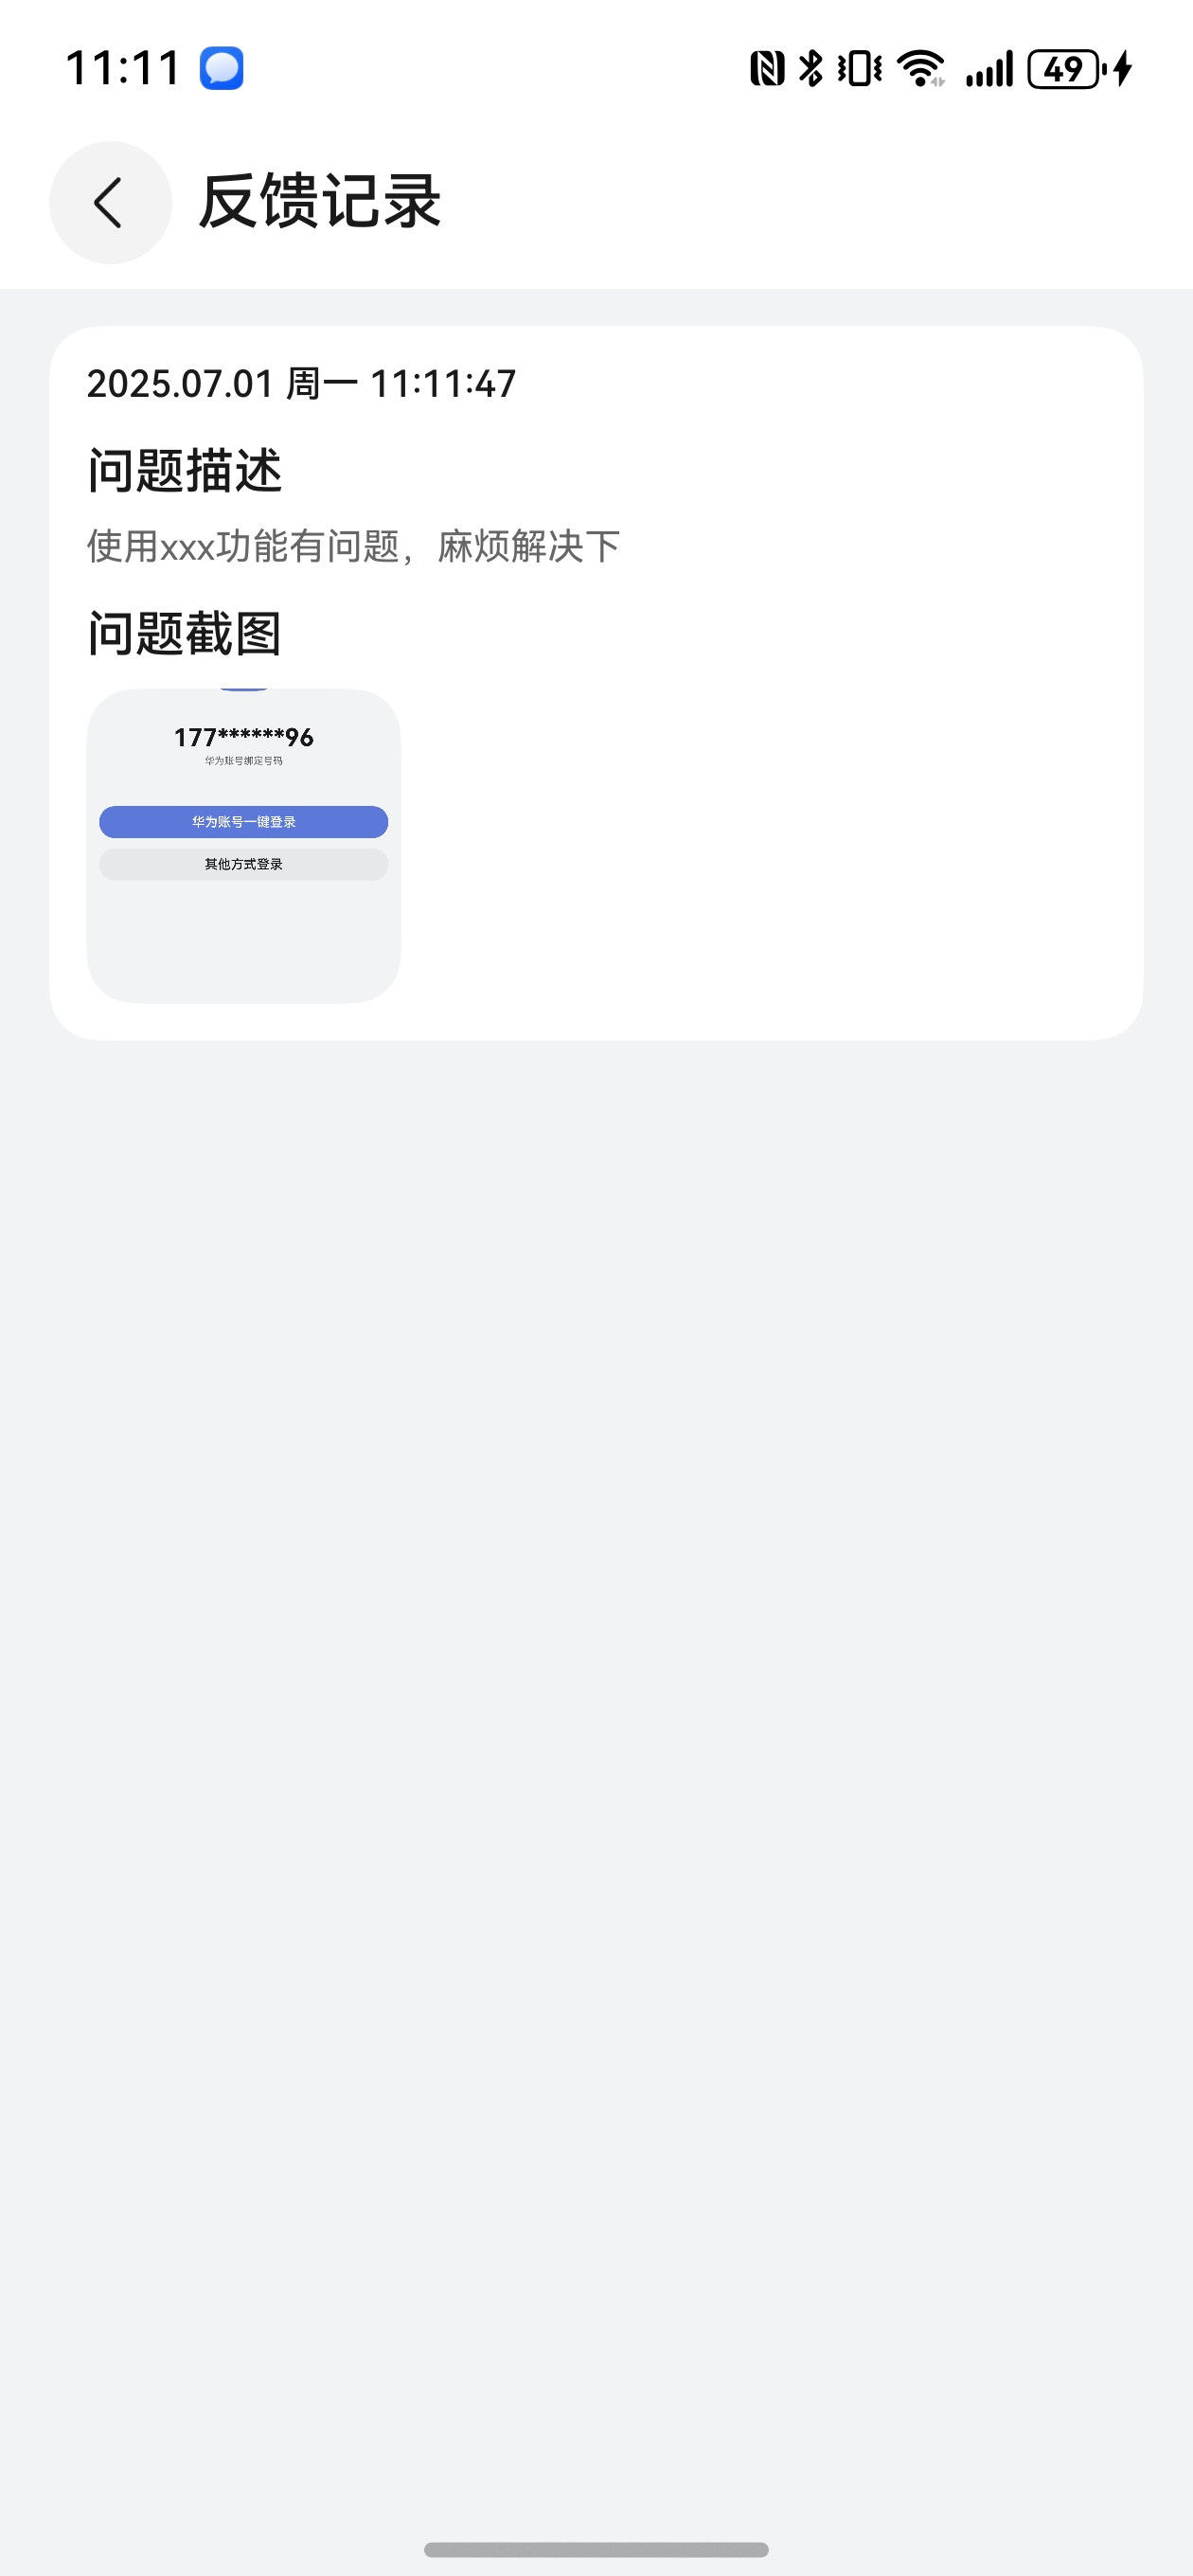 11:11
49
反馈记录
2025.07.01 周一 11:11:47
问题描述
使用xxx功能有问题，麻烦解决下
问题截图
177******96
华为账号绑定号码
华为账号一键登录
其他方式登录